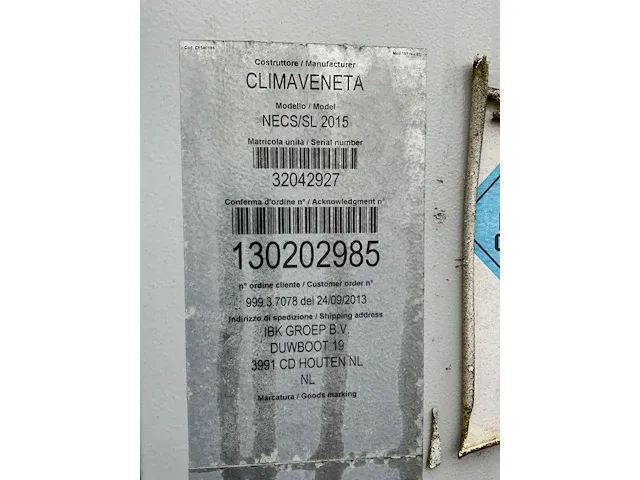 Costruttore / Manufacturer
CLIMAVENETA
Modello / Model
NECS/SL 2015
Matricola unità / Serial number
32042927
Conferma d'ordine n° / Acknowledgment n°
130202985
n° ordine cliente / Customer order n°
999.3.7078 del 24/09/2013
Indirizzo di spedizione / Shipping address
IBK GROEP B.V.
DUWBOOT 19
3991 CD HOUTEN NL
NL
Marcatura / Goods marking